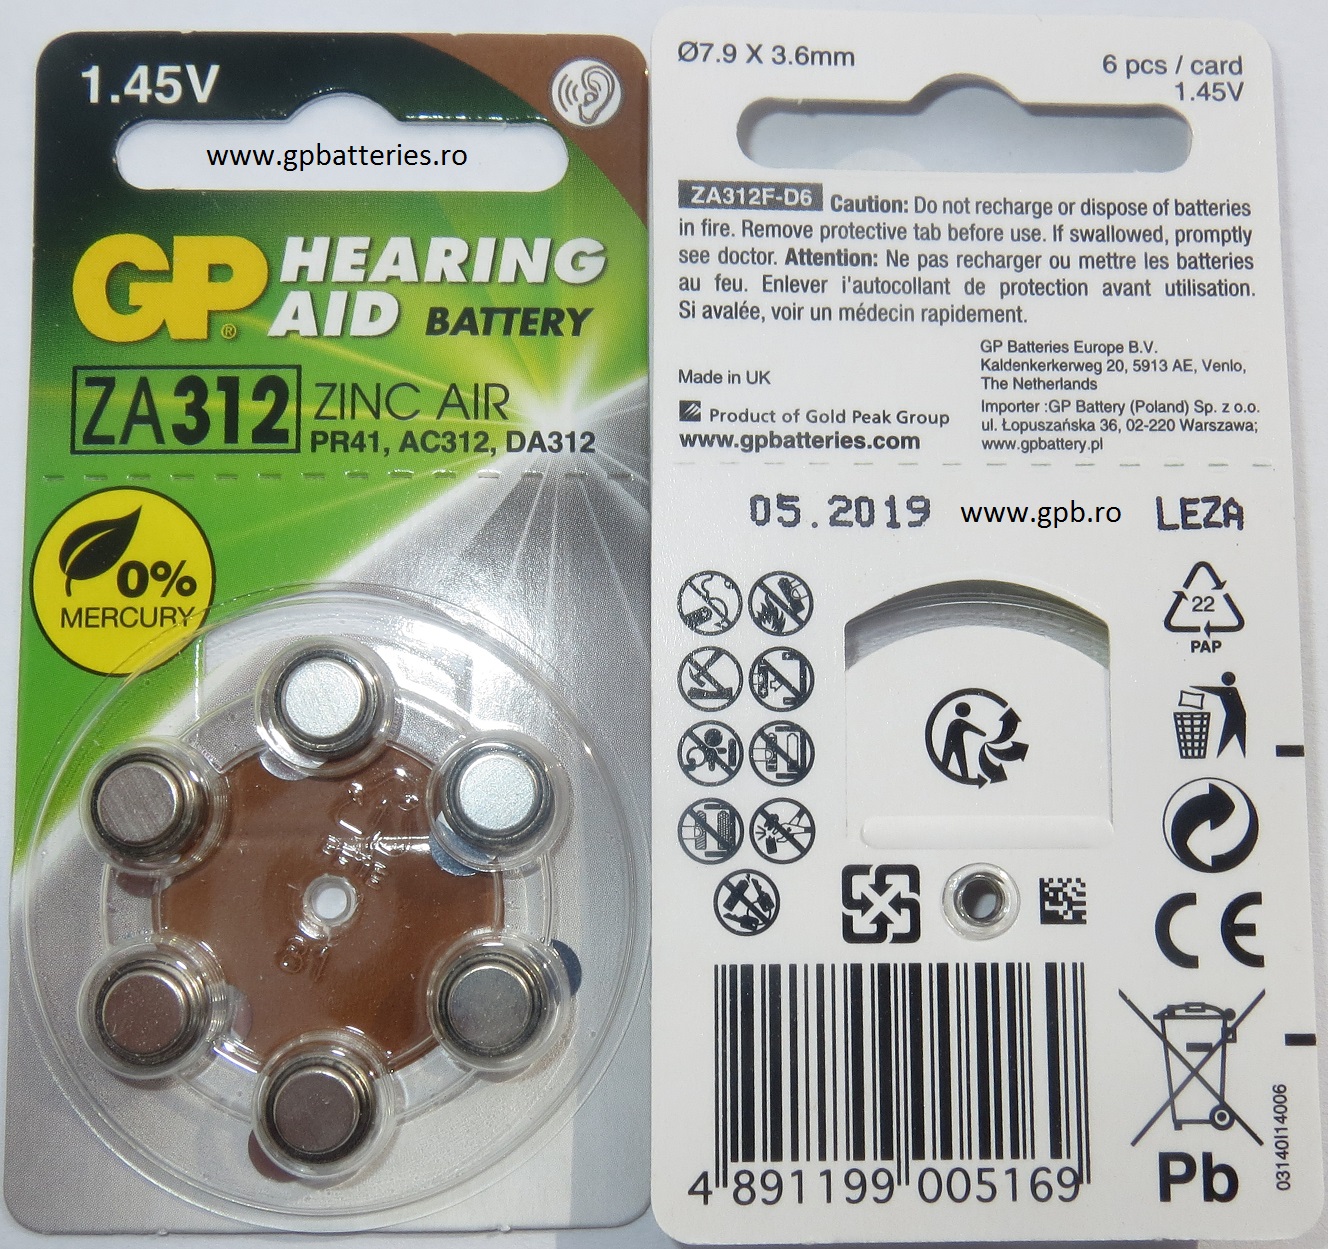 1.45V
www.gpbatteries.ro
GP® HEARING
AID BATTERY
ZA312 ZINC AIR
PR41, AC312, DA312
0%
MERCURY
81
Ø7.9 X 3.6mm
6 pcs / card
1.45V
ZA312F-D6 Caution: Do not recharge or dispose of batteries
in fire. Remove protective tab before use. If swallowed, promptly
see doctor. Attention: Ne pas recharger ou mettre les batteries
au feu. Enlever i'autocollant de protection avant utilisation.
Si avalée, voir un médecin rapidement.
GP Batteries Europe B.V.
Kaldenkerkerweg 20, 5913 AE, Venlo,
The Netherlands
Made in UK
Importer :GP Battery (Poland) Sp. z o.o.
ul. Łopuszańska 36, 02-220 Warszawa;
www.gpbattery.pl
Product of Gold Peak Group
www.gpbatteries.com
05.2019 www.gpb.ro LEZA
22
PAP
CE
Pb
03140I14006
4 891199 005169